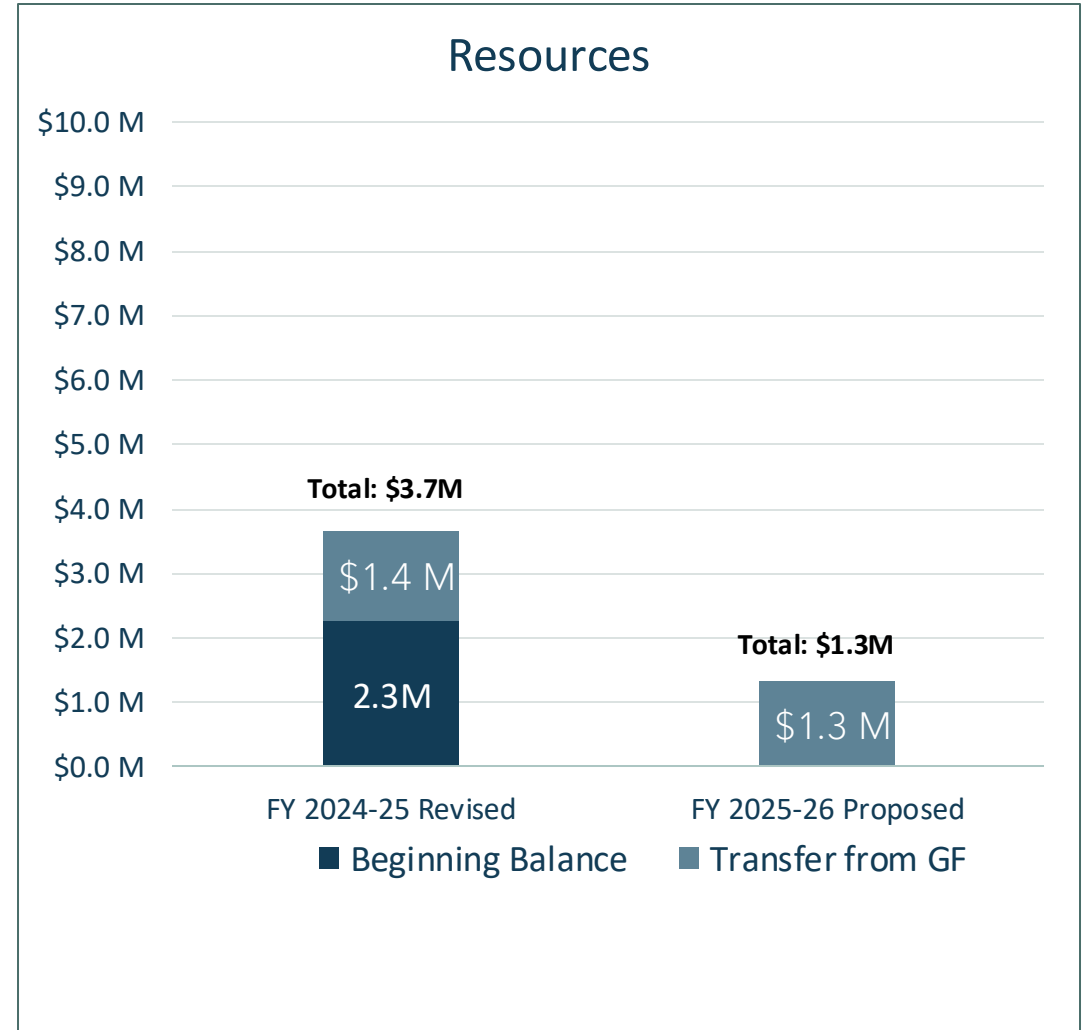 Resources
$10.0 M
$9.0 M
$8.0 M
$7.0 M
$6.0 M
$5.0 M
$4.0 M
$3.0 M
$2.0 M
$1.0 M
$0.0 M
Total: $3.7M
$1.4 M
2.3M
Total: $1.3M
$1.3 M
FY 2024-25 Revised
FY 2025-26 Proposed
Beginning Balance
Transfer from GF